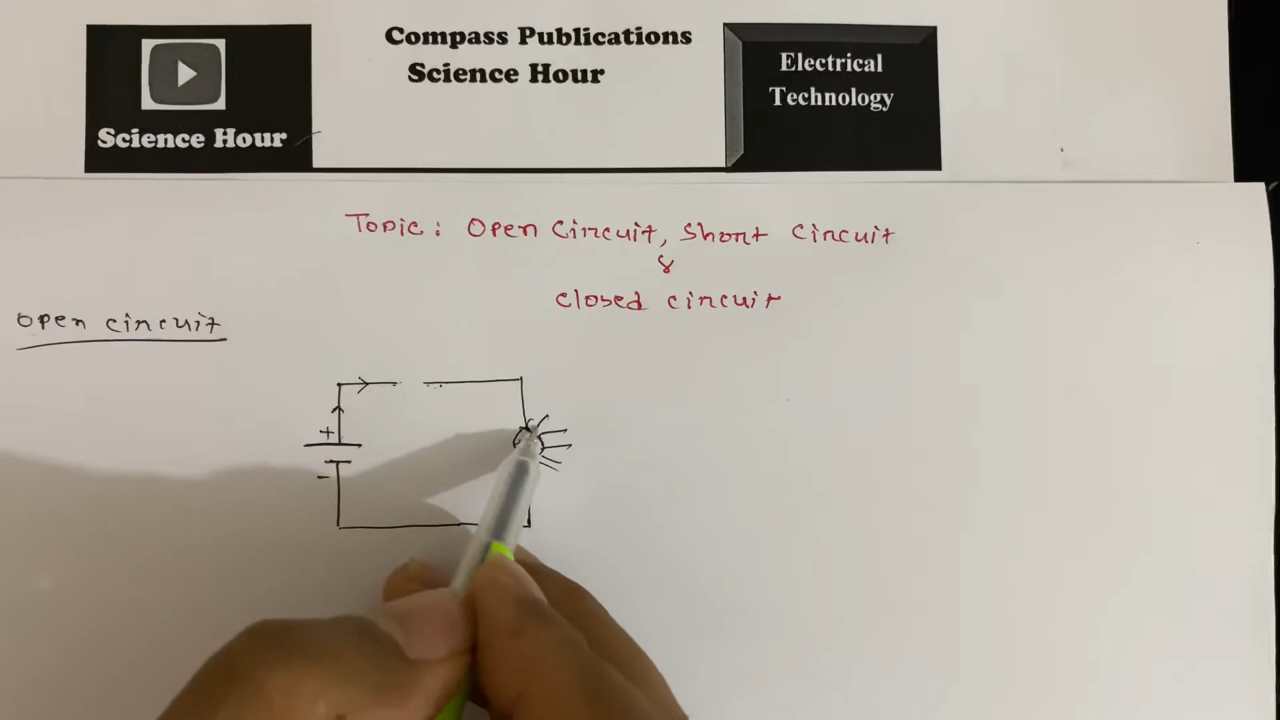 Science Hour
Compass Publications
Science Hour
Electrical
Technology
Topic: Open Circuit, Short Circuit
&
Closed circuit
Open circuit
+
-